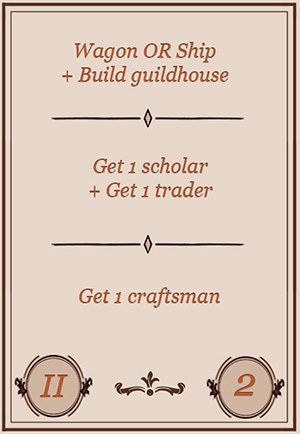 Wagon OR Ship
+ Build guildhouse
Get 1 scholar
+ Get 1 trader
Get 1 craftsman
II
2